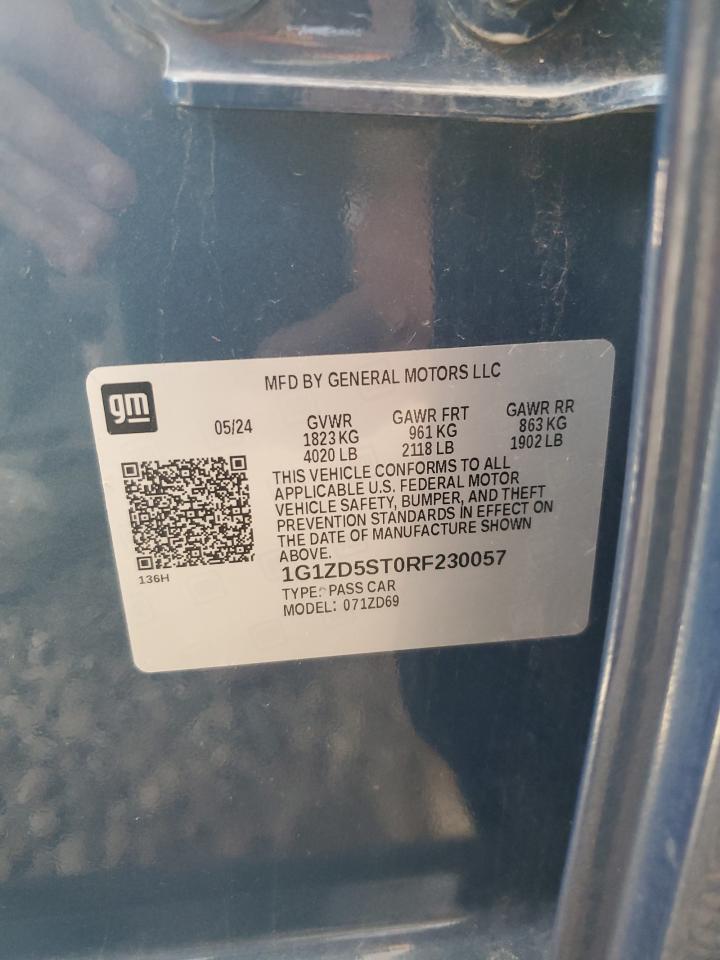 gm
MFD BY GENERAL MOTORS LLC
05/24
GVWR
1823 KG
4020 LB
GAWR FRT
961 KG
2118 LB
GAWR RR
863 KG
1902 LB
THIS VEHICLE CONFORMS TO ALL
APPLICABLE U.S. FEDERAL MOTOR
VEHICLE SAFETY, BUMPER, AND THEFT
PREVENTION STANDARDS IN EFFECT ON
THE DATE OF MANUFACTURE SHOWN
ABOVE.
136H
1G1ZD5ST0RF230057
TYPE: PASS CAR
MODEL: 071ZD69